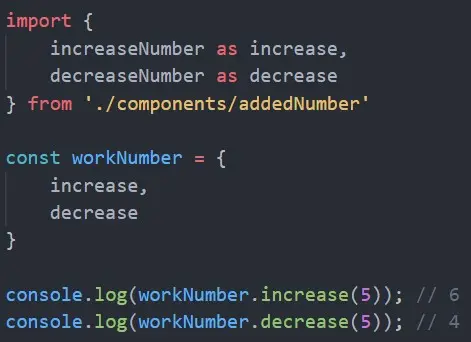 import {
    increaseNumber as increase,
    decreaseNumber as decrease
} from './components/addedNumber'

const workNumber = {
    increase,
    decrease
}

console.log(workNumber.increase(5)); // 6
console.log(workNumber.decrease(5)); // 4